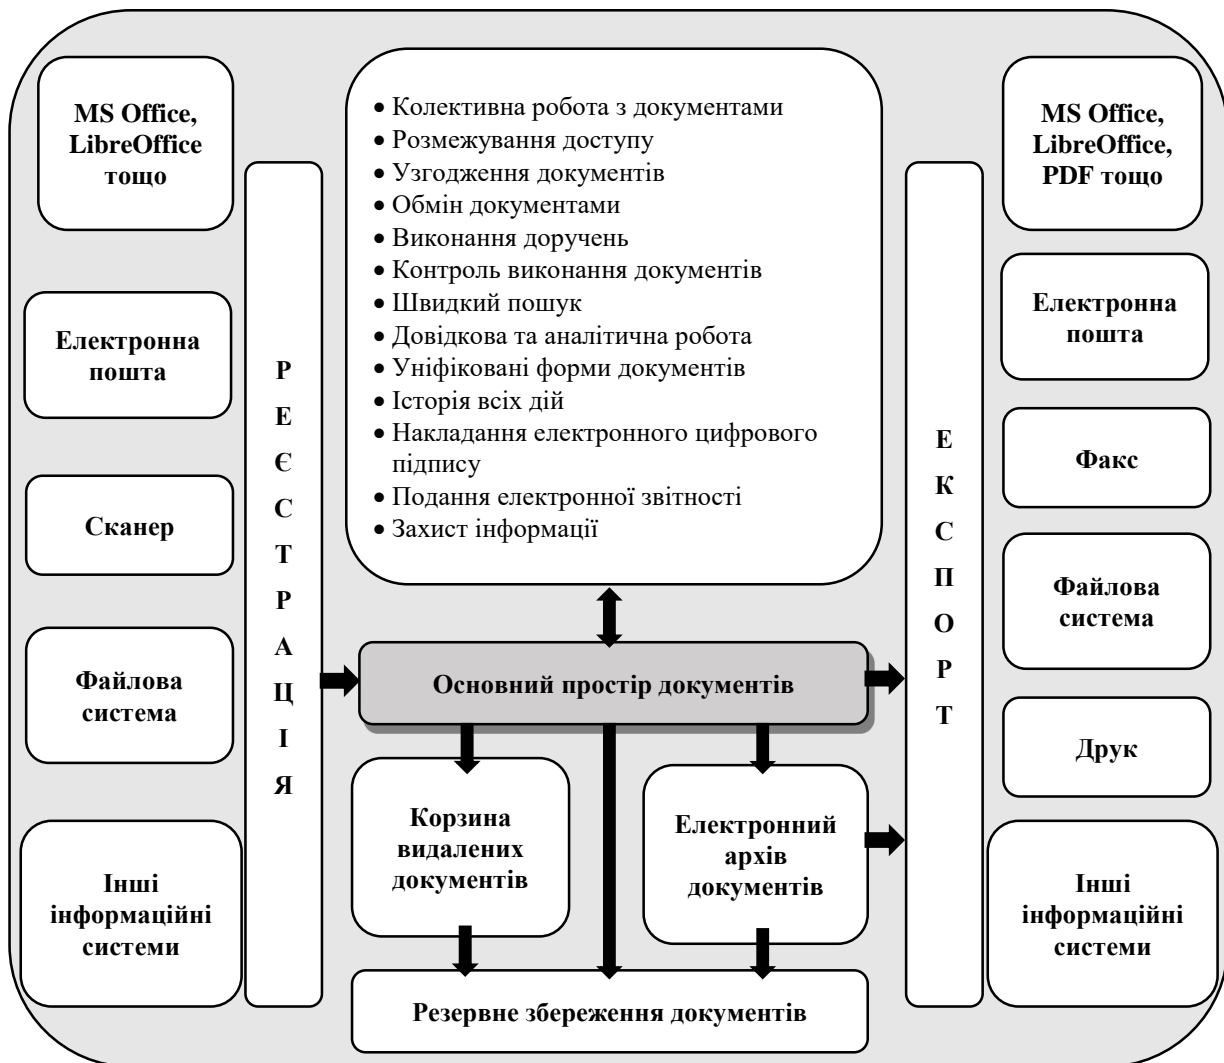 MS Office,
LibreOffice
тощо
Електронна
пошта
Сканер
Файлова
система
Інші
інформаційні
системи
Р
Е
Є
С
Т
Р
А
Ц
І
Я
• Колективна робота з документами
• Розмежування доступу
• Узгодження документів
• Обмін документами
• Виконання доручень
• Контроль виконання документів
• Швидкий пошук
• Довідкова та аналітична робота
• Уніфіковані форми документів
• Історія всіх дій
• Накладання електронного цифрового
підпису
• Подання електронної звітності
• Захист інформації
Основний простір документів
Корзина
видалених
документів
Електронний
архів
документів
Резервне збереження документів
Е
К
С
П
О
Р
Т
MS Office,
LibreOffice,
PDF тощо
Електронна
пошта
Факс
Файлова
система
Друк
Інші
інформаційні
системи